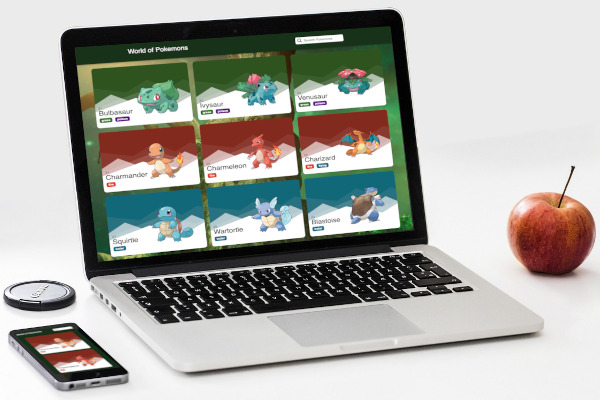 World of Pokemons
Search Pokemons
Bulbasaur
grass poison
Ivysaur
grass poison
Venusaur
grass poison
Charmander
fire
Charmeleon
fire
Charizard
fire flying
Squirtle
water
Wartortle
water
Blastoise
water